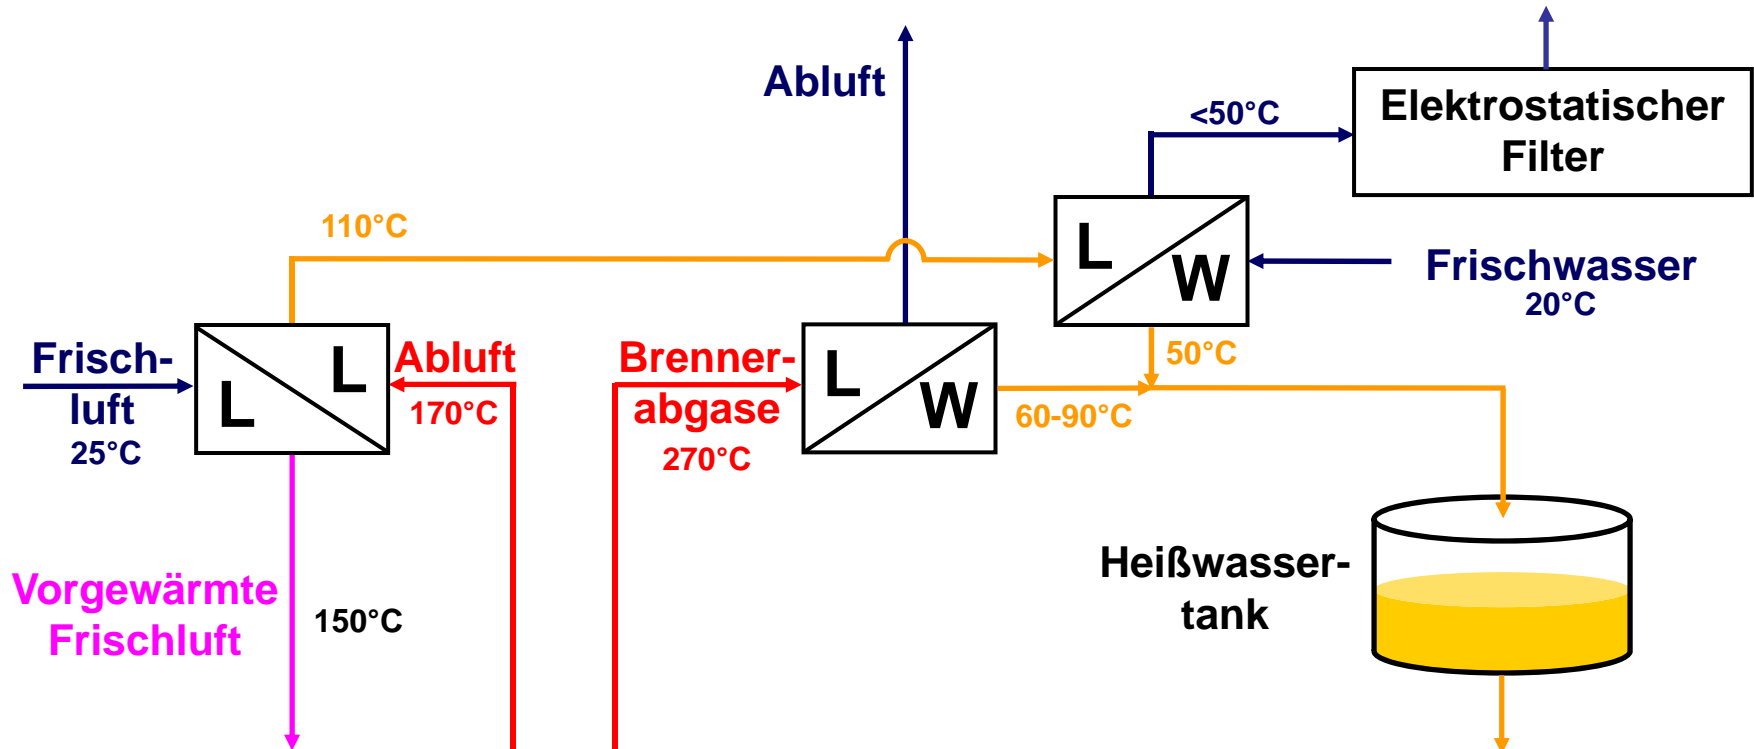 Abluft
<50°C
Elektrostatischer
Filter
110°C
L
W
Frischwasser
20°C
Frisch-
luft
25°C
L
L
Abluft
170°C
Brenner-
abgase
270°C
L
W
50°C
60-90°C
Vorgewärmte
Frischluft
150°C
Heißwasser-
tank